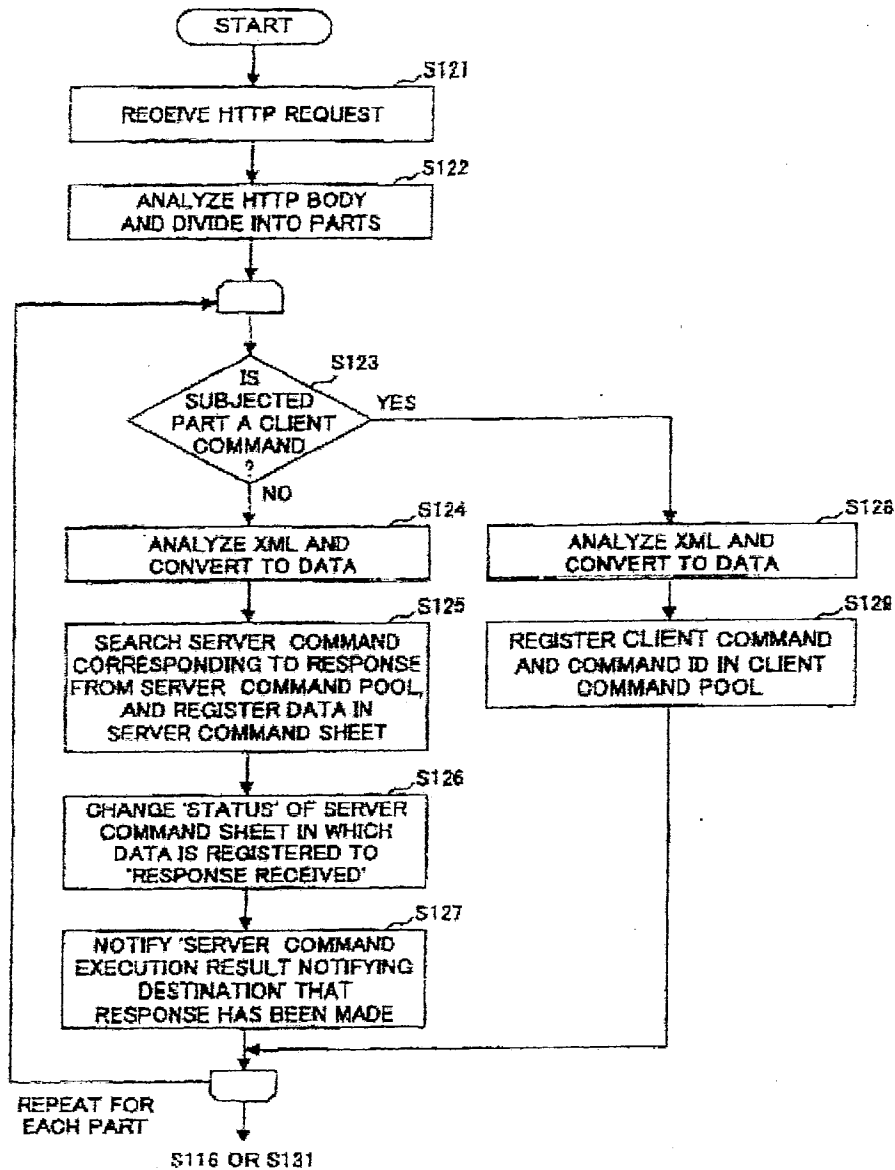 START
S121
RECEIVE HTTP REQUEST
S122
ANALYZE HTTP BODY
AND DIVIDE INTO PARTS
S123
IS
SUBJECTED
PART A CLIENT
COMMAND
?
YES
NO
S124
ANALYZE XML AND
CONVERT TO DATA
S128
ANALYZE XML AND
CONVERT TO DATA
S125
SEARCH SERVER COMMAND
CORRESPONDING TO RESPONSE
FROM SERVER COMMAND POOL,
AND REGISTER DATA IN
SERVER COMMAND SHEET
S129
REGISTER CLIENT COMMAND
AND COMMAND ID IN CLIENT
COMMAND POOL
S126
CHANGE 'STATUS' OF SERVER
COMMAND SHEET IN WHICH
DATA IS REGISTERED TO
'RESPONSE RECEIVED'
S127
NOTIFY 'SERVER COMMAND
EXECUTION RESULT NOTIFYING
DESTINATION' THAT
RESPONSE HAS BEEN MADE
REPEAT FOR
EACH PART
S116 OR S131